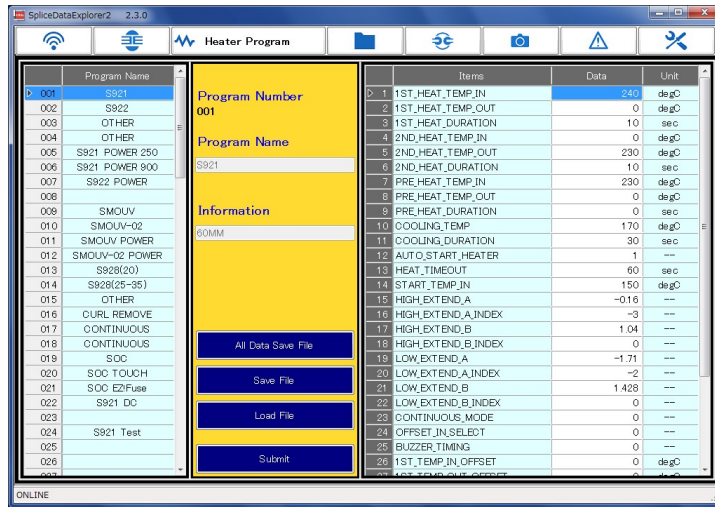 SpliceDataExplorer2 2.3.0
Heater Program
Program Name
001 S921
002 S922
003 OTHER
004 OTHER
005 S921 POWER 250
006 S921 POWER 900
007 S922 POWER
008
009 SMOUV
010 SMOUV-02
011 SMOUV POWER
012 SMOUV-02 POWER
013 S928(20)
014 S928(25-35)
015 OTHER
016 CURL REMOVE
017 CONTINUOUS
018 CONTINUOUS
019 SOC
020 SOC TOUCH
021 SOC EZ!Fuse
022 S921 DC
023
024 S921 Test
025
026
027
Program Number
001
Program Name
S921
Information
60MM
All Data Save File
Save File
Load File
Submit
Items Data Unit
1 1ST_HEAT_TEMP_IN 240 degC
2 1ST_HEAT_TEMP_OUT 0 degC
3 1ST_HEAT_DURATION 10 sec
4 2ND_HEAT_TEMP_IN 0 degC
5 2ND_HEAT_TEMP_OUT 230 degC
6 2ND_HEAT_DURATION 10 sec
7 PRE_HEAT_TEMP_IN 230 degC
8 PRE_HEAT_TEMP_OUT 0 degC
9 PRE_HEAT_DURATION 0 sec
10 COOLING_TEMP 170 degC
11 COOLING_DURATION 30 sec
12 AUTO_START_HEATER 1 --
13 HEAT_TIMEOUT 60 sec
14 START_TEMP_IN 150 degC
15 HIGH_EXTEND_A -0.16 --
16 HIGH_EXTEND_A_INDEX -3 --
17 HIGH_EXTEND_B 1.04 --
18 HIGH_EXTEND_B_INDEX 0 --
19 LOW_EXTEND_A -1.71 --
20 LOW_EXTEND_A_INDEX -2 --
21 LOW_EXTEND_B 1.428 --
22 LOW_EXTEND_B_INDEX 0 --
23 CONTINUOUS_MODE 0 --
24 OFFSET_IN_SELECT 0 --
25 BUZZER_TIMING 0 --
26 1ST_TEMP_IN_OFFSET 0 degC
27 1ST_TEMP_OUT_OFFSET 0 degC
ONLINE